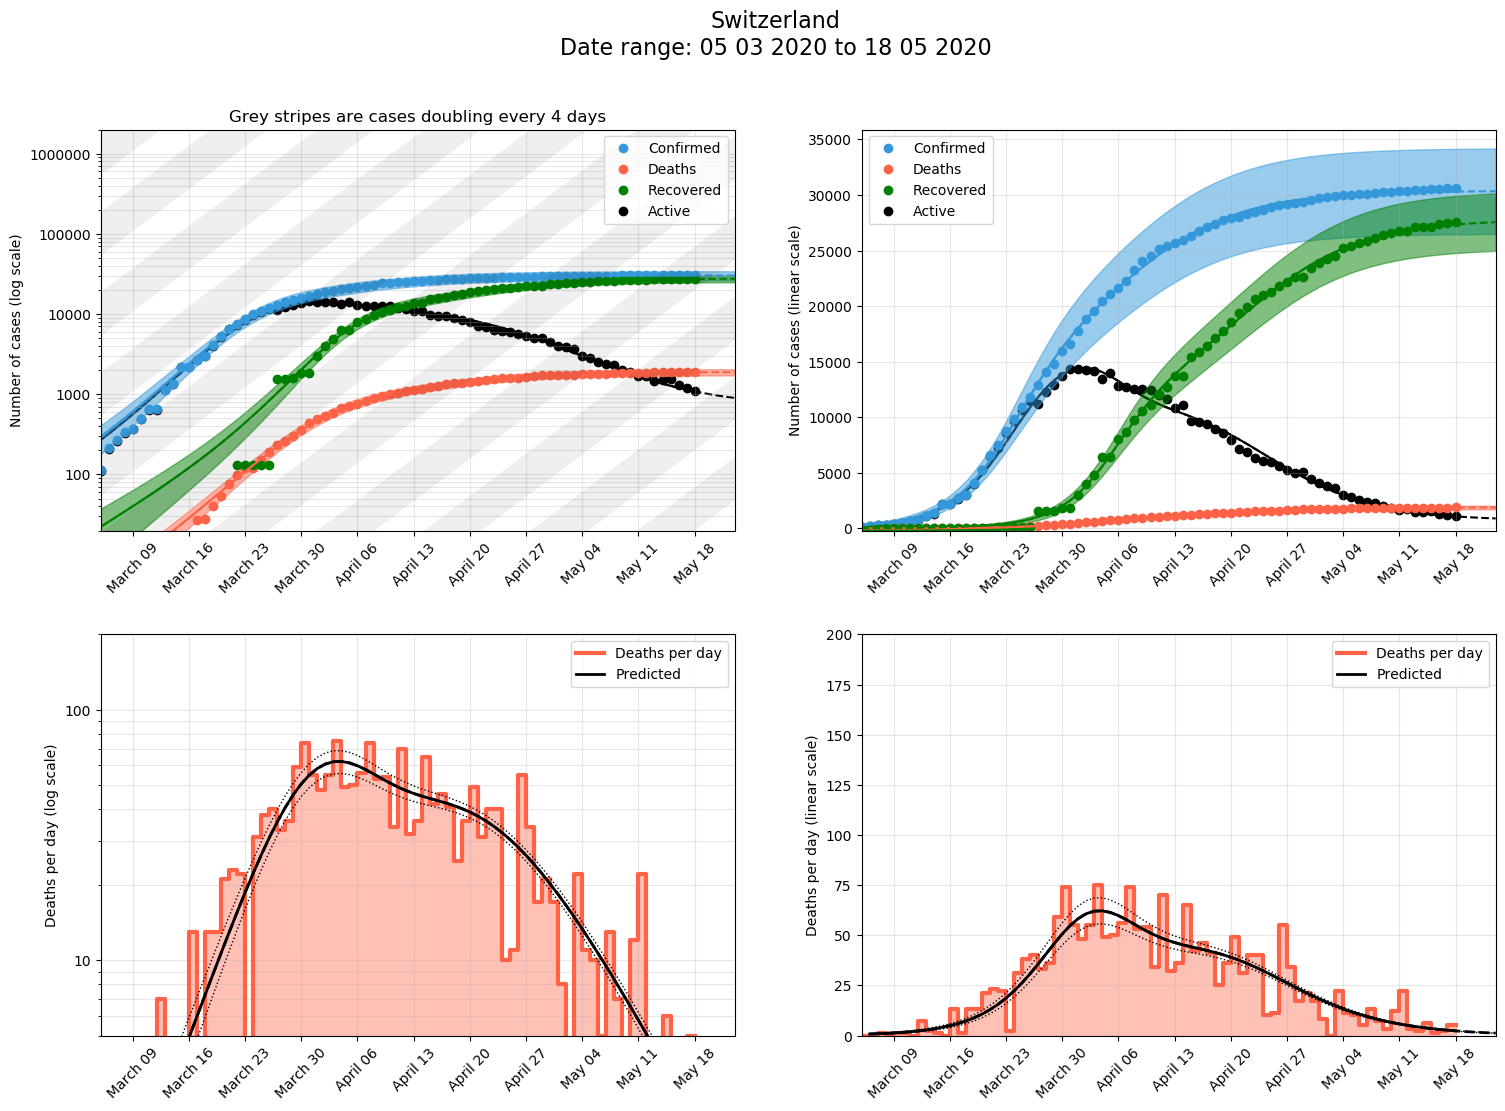 Switzerland
Date range: 05 03 2020 to 18 05 2020
Grey stripes are cases doubling every 4 days
Number of cases (log scale)
1000000
100000
10000
1000
100
Confirmed
Deaths
Recovered
Active
March 09
March 16
March 23
March 30
April 06
April 13
April 20
April 27
May 04
May 11
May 18
Number of cases (linear scale)
35000
30000
25000
20000
15000
10000
5000
0
Confirmed
Deaths
Recovered
Active
March 09
March 16
March 23
March 30
April 06
April 13
April 20
April 27
May 04
May 11
May 18
Deaths per day (log scale)
100
10
Deaths per day
Predicted
March 09
March 16
March 23
March 30
April 06
April 13
April 20
April 27
May 04
May 11
May 18
Deaths per day (linear scale)
200
175
150
125
100
75
50
25
0
Deaths per day
Predicted
March 09
March 16
March 23
March 30
April 06
April 13
April 20
April 27
May 04
May 11
May 18